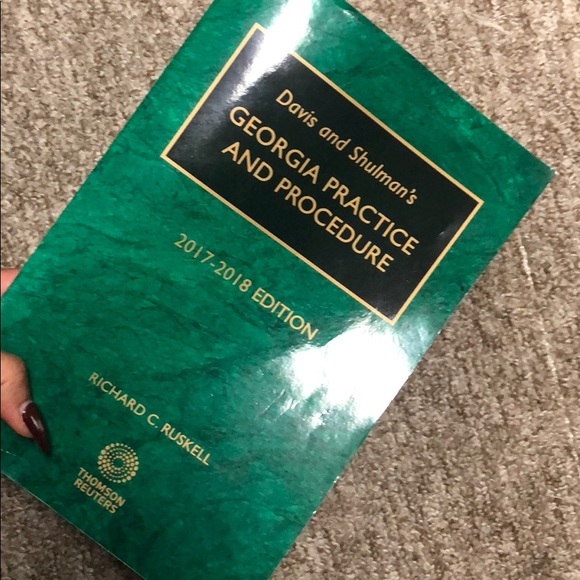 Davis and Shulman's
GEORGIA PRACTICE
AND PROCEDURE
2017-2018 EDITION
RICHARD C. RUSKELL
THOMSON
REUTERS